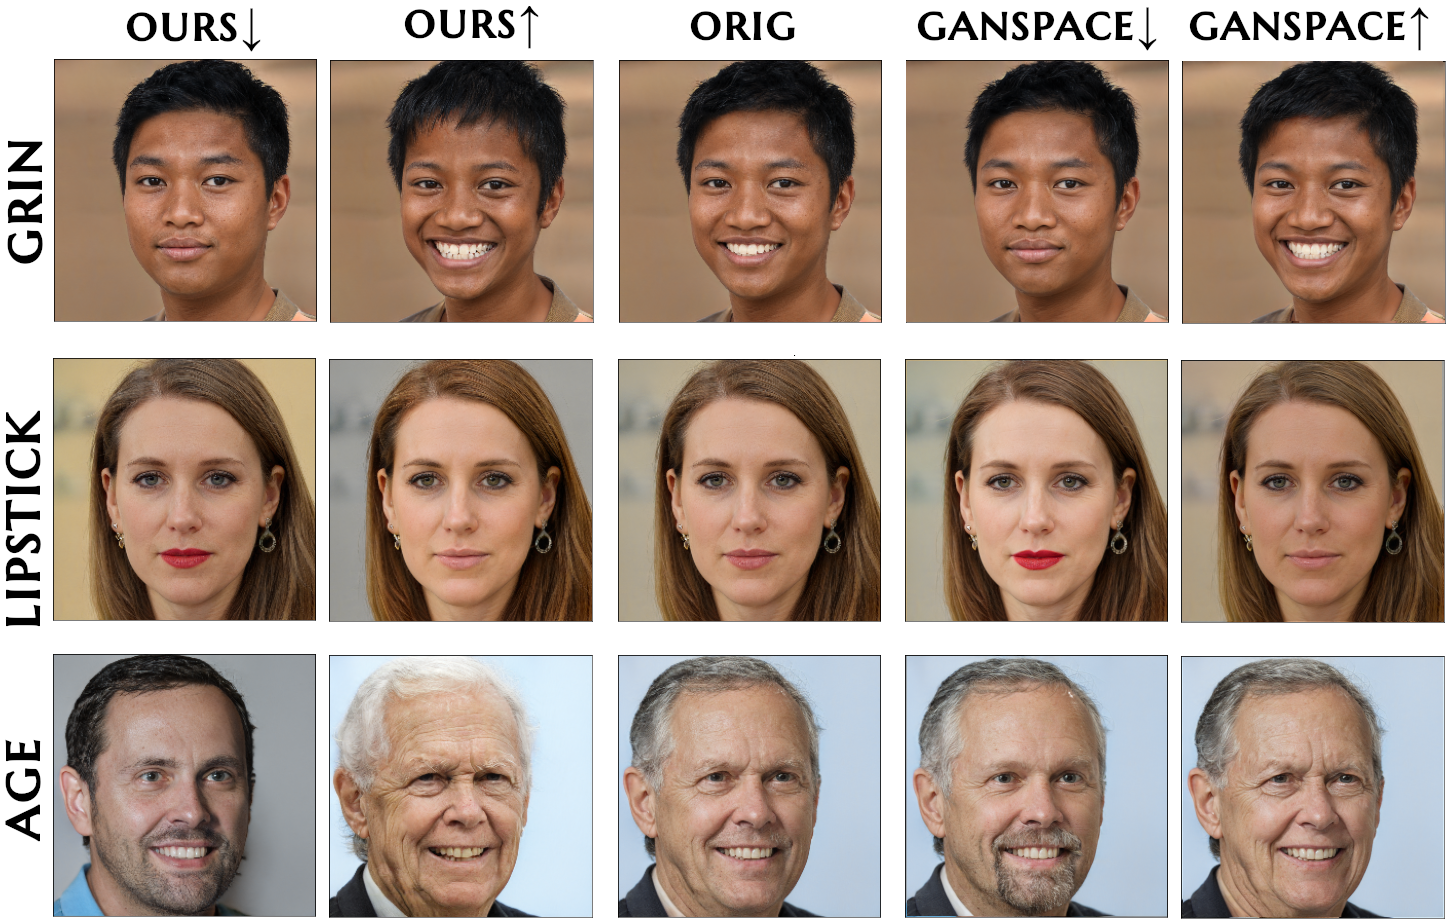 OURS↓ OURS↑ ORIG GANSPACE↓ GANSPACE↑
GRIN
LIPSTICK
AGE